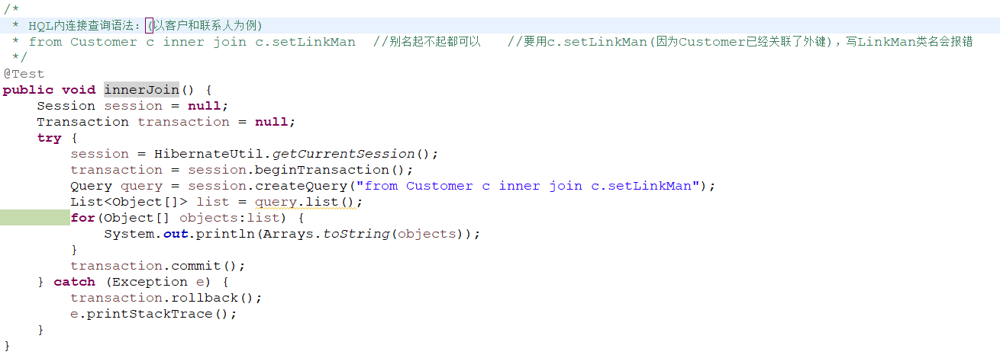 /*
 * HQL内连接查询语法：(以客户和联系人为例)
 * from Customer c inner join c.setLinkMan  //别名起不起都可以   //要用c.setLinkMan(因为Customer已经关联了外键)，写LinkMan类名会报错
 */
@Test
public void innerJoin() {
    Session session = null;
    Transaction transaction = null;
    try {
        session = HibernateUtil.getCurrentSession();
        transaction = session.beginTransaction();
        Query query = session.createQuery("from Customer c inner join c.setLinkMan");
        List<Object[]> list = query.list();
        for(Object[] objects:list) {
            System.out.println(Arrays.toString(objects));
        }
        transaction.commit();
    } catch (Exception e) {
        transaction.rollback();
        e.printStackTrace();
    }
}